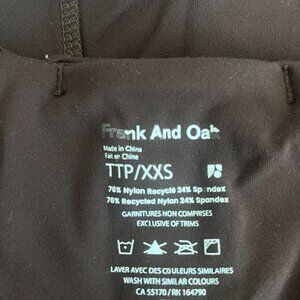 Frank And Oak
Made in China
Fait en Chine
TTP/XXS
76% Nylon Recyclé 24% Spandex
76% Recycled Nylon 24% Spandex
GARNITURES NON COMPRISES
EXCLUSIVE OF TRIMS
LAVER AVEC DES COULEURS SIMILAIRES
WASH WITH SIMILAR COLOURS
CA 55170 / RN 164790